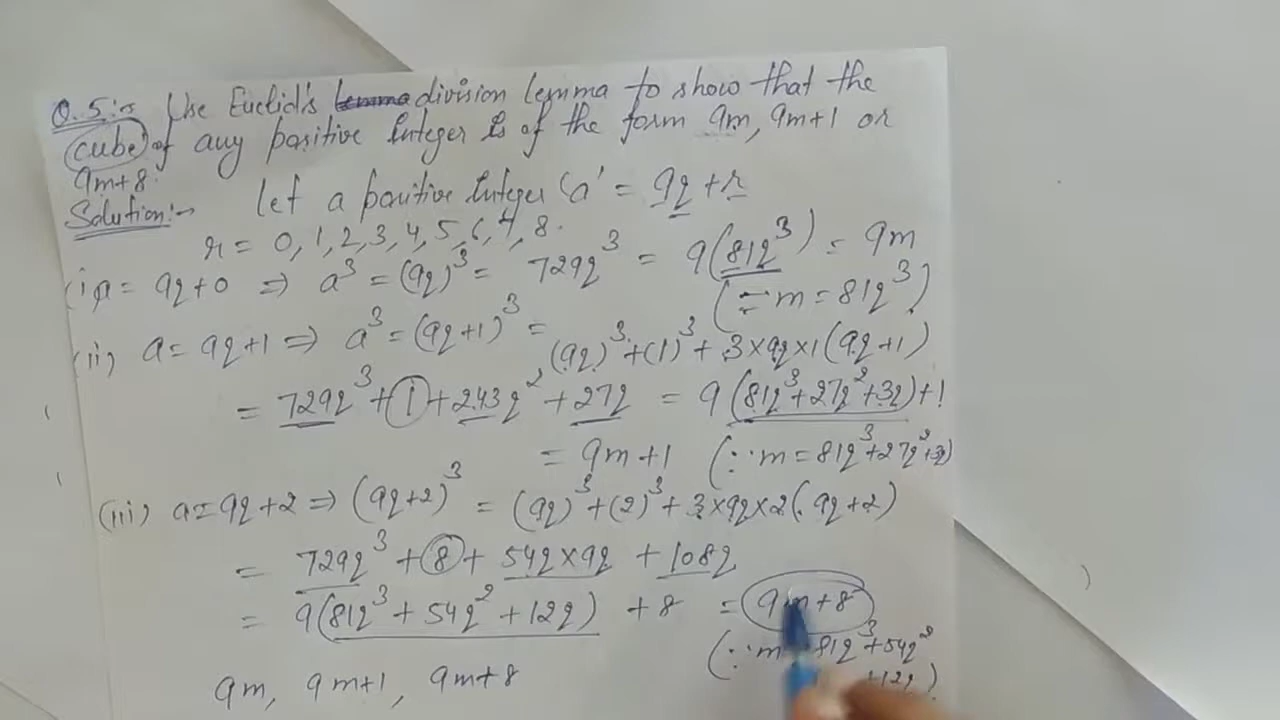 Q.5:- Use Euclid's lemma division lemma to show that the
cube of any positive Integer is of the form 9m, 9m+1 or
9m+8.
Solution:- Let a positive Integer 'a' = 9q + r
r = 0, 1, 2, 3, 4, 5, 6, 7, 8.
(i) a = 9q+0 ⇒ a³ = (9q)³ = 729q³ = 9(81q³) = 9m
(∵ m = 81q³)
(ii) a = 9q+1 ⇒ a³ = (9q+1)³ =
(9q)³ + (1)³ + 3×9q×1(9q+1)
= 729q³ + 1 + 243q² + 27q = 9(81q³+27q²+3q)+1
= 9m+1 (∵ m = 81q³+27q²+3q)
(iii) a = 9q+2 ⇒ (9q+2)³ = (9q)³ + (2)³ + 3×9q×2(9q+2)
= 729q³ + 8 + 54q×9q + 108q
= 9(81q³ + 54q² + 12q) + 8 = 9m+8
(∵ m 81q³+54q²
9m, 9m+1, 9m+8 +12q)